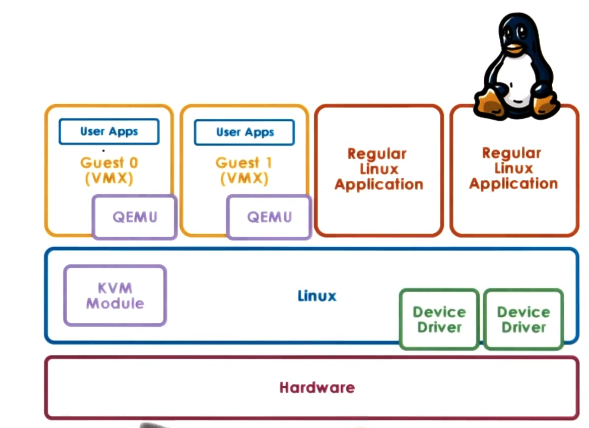 User Apps
Guest 0
(VMX)
QEMU
User Apps
Guest 1
(VMX)
QEMU
Regular
Linux
Application
Regular
Linux
Application
KVM
Module
Linux
Device
Driver
Device
Driver
Hardware